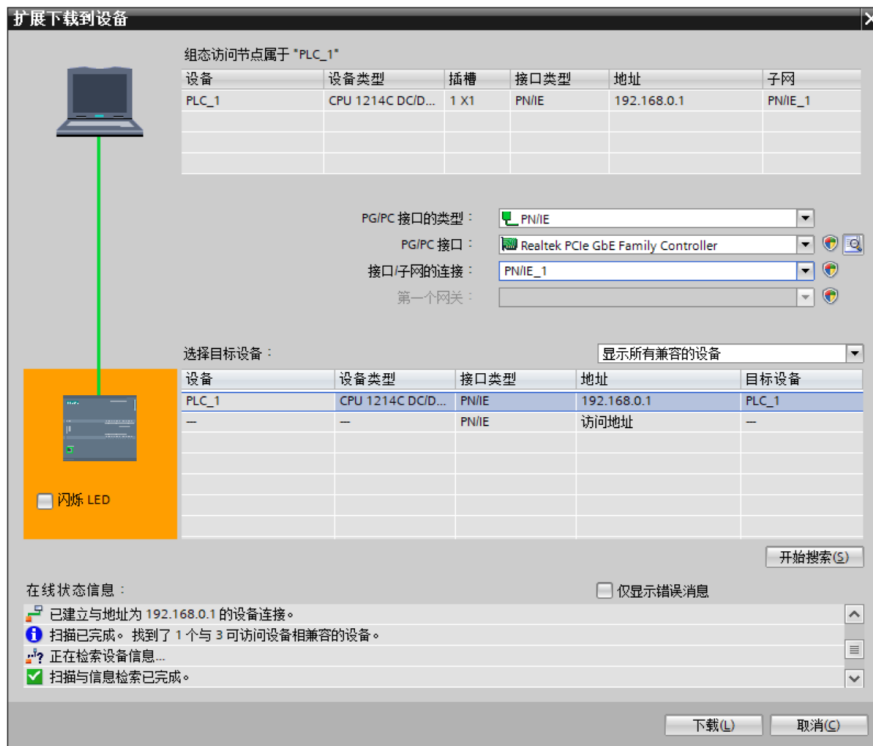 扩展下载到设备
组态访问节点属于 "PLC_1"
设备 设备类型 插槽 接口类型 地址 子网
PLC_1 CPU 1214C DC/D... 1 X1 PN/IE 192.168.0.1 PN/IE_1
PG/PC 接口的类型： PN/IE
PG/PC 接口： Realtek PCIe GbE Family Controller
接口/子网的连接： PN/IE_1
第一个网关：
选择目标设备： 显示所有兼容的设备
设备 设备类型 接口类型 地址 目标设备
PLC_1 CPU 1214C DC/D... PN/IE 192.168.0.1 PLC_1
— — PN/IE 访问地址 —
闪烁 LED
开始搜索(S)
在线状态信息： 仅显示错误消息
已建立与地址为 192.168.0.1 的设备连接。
扫描已完成。 找到了 1 个与 3 可访问设备相兼容的设备。
正在检索设备信息...
扫描与信息检索已完成。
下载(L) 取消(C)